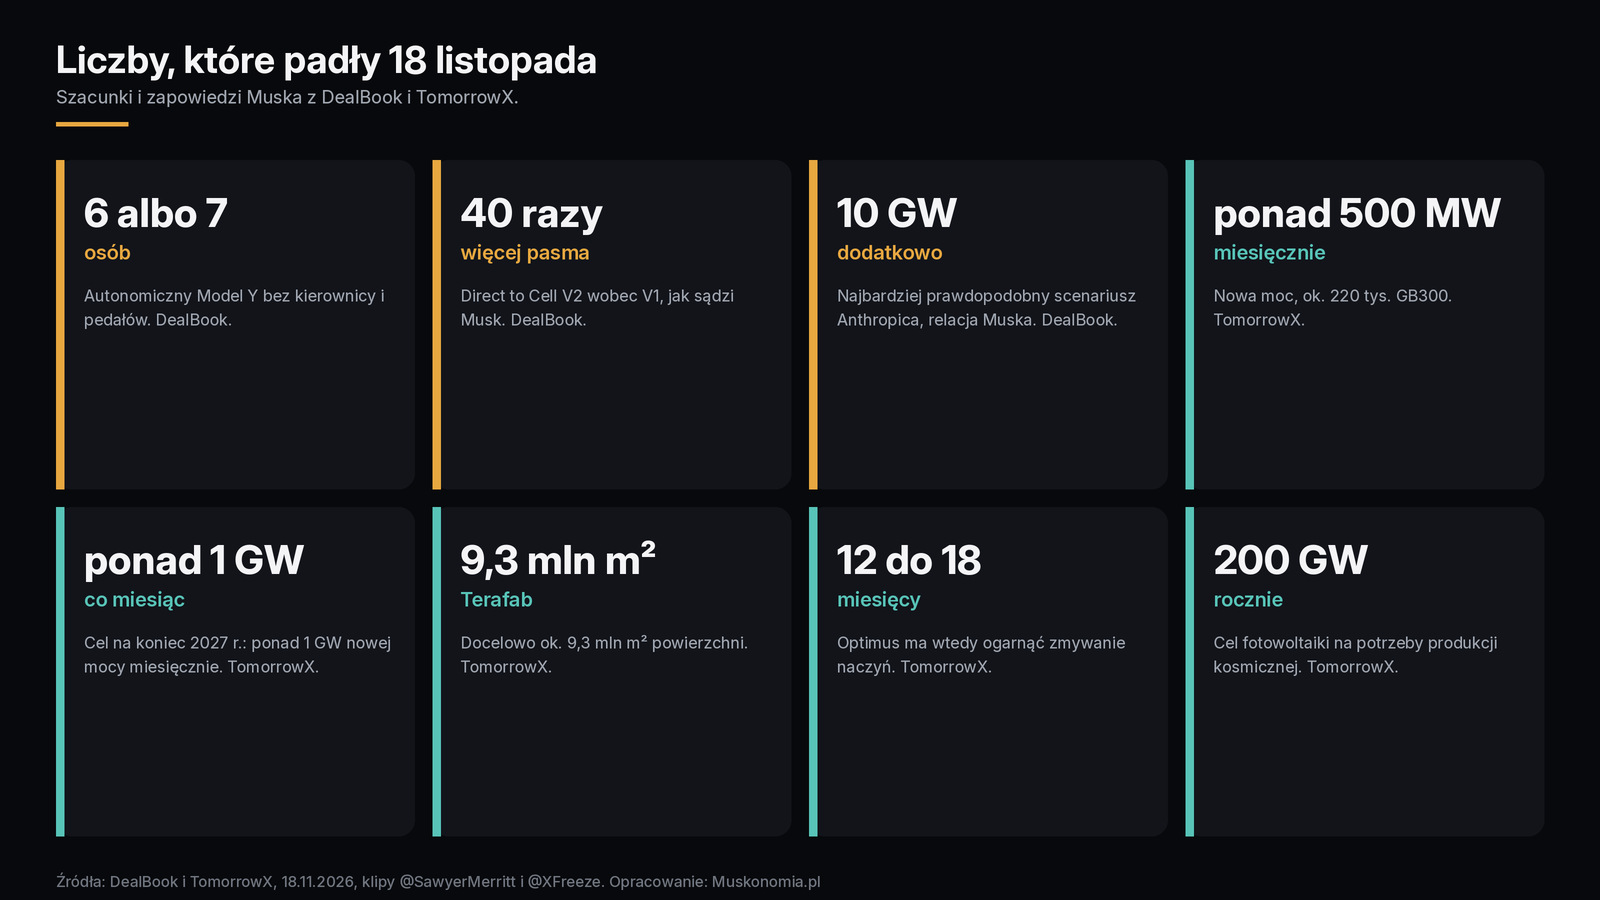 Liczby, które padły 18 listopada
Szacunki i zapowiedzi Muska z DealBook i TomorrowX.
6 albo 7
osób
Autonomiczny Model Y bez kierownicy i
pedałów. DealBook.
40 razy
więcej pasma
Direct to Cell V2 wobec V1, jak sądzi
Musk. DealBook.
10 GW
dodatkowo
Najbardziej prawdopodobny scenariusz
Anthropica, relacja Muska. DealBook.
ponad 500 MW
miesięcznie
Nowa moc, ok. 220 tys. GB300.
TomorrowX.
ponad 1 GW
co miesiąc
Cel na koniec 2027 r.: ponad 1 GW nowej
mocy miesięcznie. TomorrowX.
9,3 mln m²
Terafab
Docelowo ok. 9,3 mln m² powierzchni.
TomorrowX.
12 do 18
miesięcy
Optimus ma wtedy ogarnąć zmywanie
naczyń. TomorrowX.
200 GW
rocznie
Cel fotowoltaiki na potrzeby produkcji
kosmicznej. TomorrowX.
Źródła: DealBook i TomorrowX, 18.11.2026, klipy @SawyerMerritt i @XFreeze. Opracowanie: Muskonomia.pl